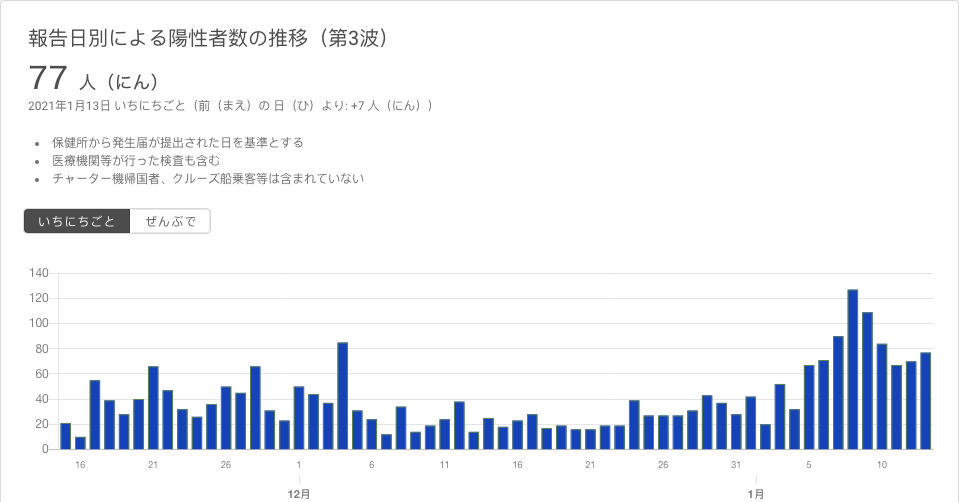 報告日別による陽性者数の推移（第3波）
77 人（にん）
2021年1月13日 いちにちごと（前（まえ）の 日（ひ）より: +7 人（にん））
• 保健所から発生届が提出された日を基準とする
• 医療機関等が行った検査も含む
• チャーター機帰国者、クルーズ船乗客等は含まれていない
いちにちごと ぜんぶで
140
120
100
80
60
40
20
0
16 21 26 1 6 11 16 21 26 31 5 10
12月 1月